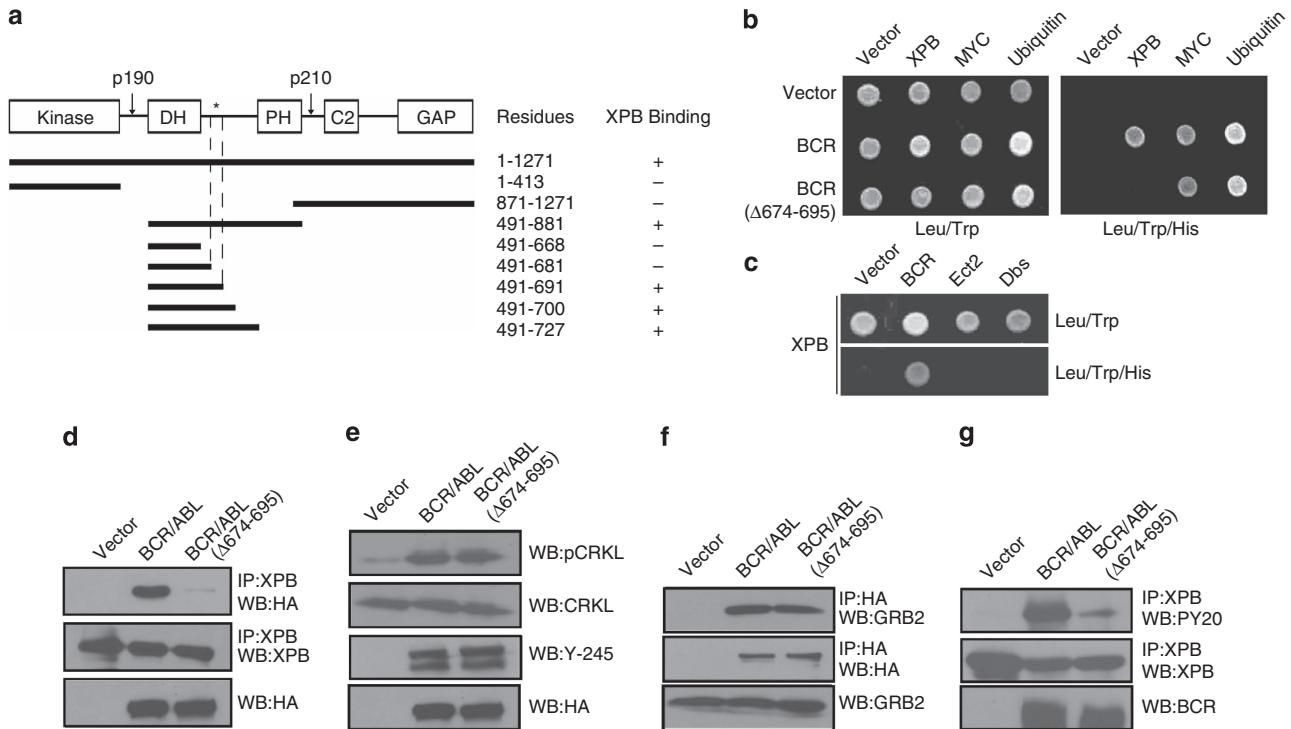 a
p190
p210
*
Kinase
DH
PH
C2
GAP
Residues
XPB Binding
1-1271
+
1-413
–
871-1271
–
491-881
+
491-668
–
491-681
–
491-691
+
491-700
+
491-727
+
b
Vector
XPB
MYC
Ubiquitin
Vector
XPB
MYC
Ubiquitin
Vector
BCR
BCR
(Δ674-695)
Leu/Trp
Leu/Trp/His
c
Vector
BCR
Ect2
Dbs
XPB
Leu/Trp
Leu/Trp/His
d
Vector
BCR/ABL
BCR/ABL
(Δ674-695)
IP:XPB
WB:HA
IP:XPB
WB:XPB
WB:HA
e
Vector
BCR/ABL
BCR/ABL
(Δ674-695)
WB:pCRKL
WB:CRKL
WB:Y-245
WB:HA
f
Vector
BCR/ABL
BCR/ABL
(Δ674-695)
IP:HA
WB:GRB2
IP:HA
WB:HA
WB:GRB2
g
Vector
BCR/ABL
BCR/ABL
(Δ674-695)
IP:XPB
WB:PY20
IP:XPB
WB:XPB
WB:BCR